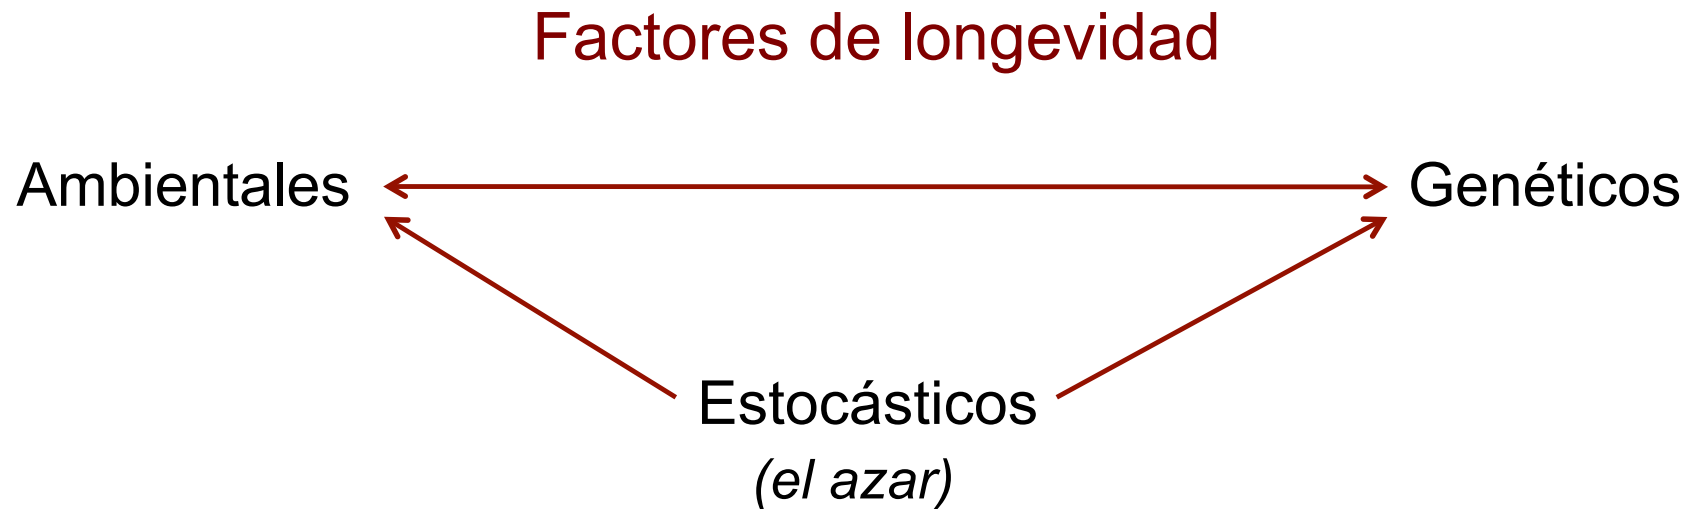 Factores de longevidad
Ambientales
Genéticos
Estocásticos
(el azar)